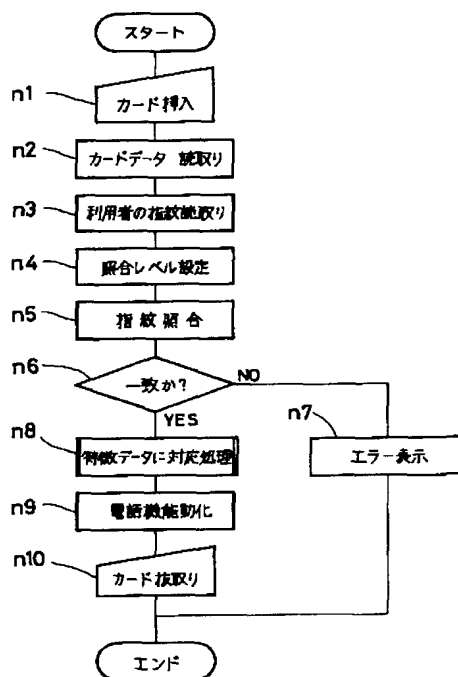 スタート
n1
カード挿入
n2
カードデータ読取り
n3
利用者の指紋読取り
n4
照合レベル設定
n5
指紋照合
n6
一致か?
NO
YES
n7
エラー表示
n8
特徴データに対応処理
n9
電話機能動化
n10
カード抜取り
エンド